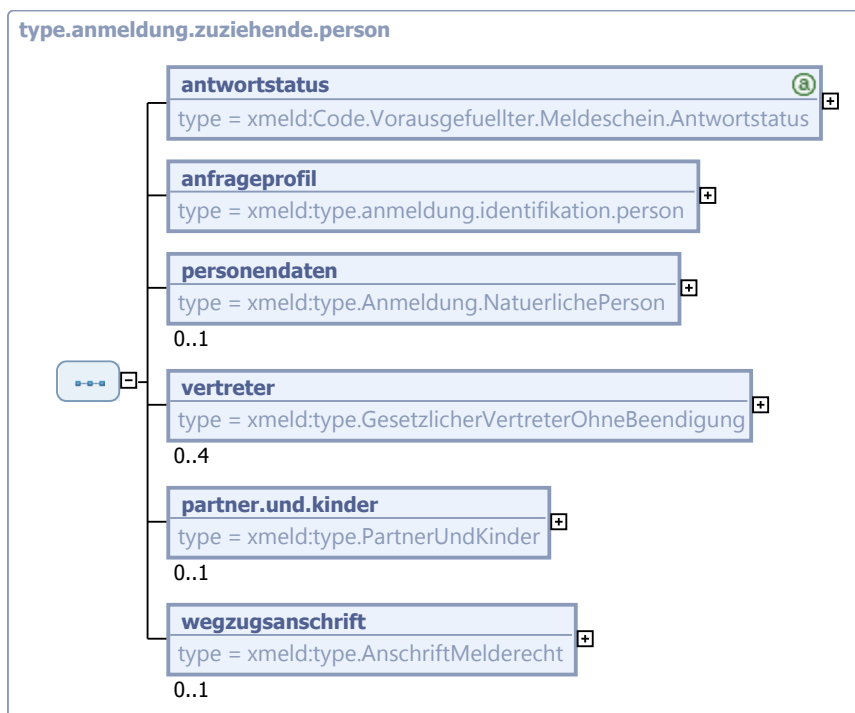 type.anmeldung.zuziehende.person
antwortstatus
type = xmeld:Code.Vorausgefuellter.Meldeschein.Antwortstatus
anfrageprofil
type = xmeld:type.anmeldung.identifikation.person
personendaten
type = xmeld:type.Anmeldung.NatuerlichePerson
0..1
vertreter
type = xmeld:type.GesetzlicherVertreterOhneBeendigung
0..4
partner.und.kinder
type = xmeld:type.PartnerUndKinder
0..1
wegzugsanschrift
type = xmeld:type.AnschriftMelderecht
0..1